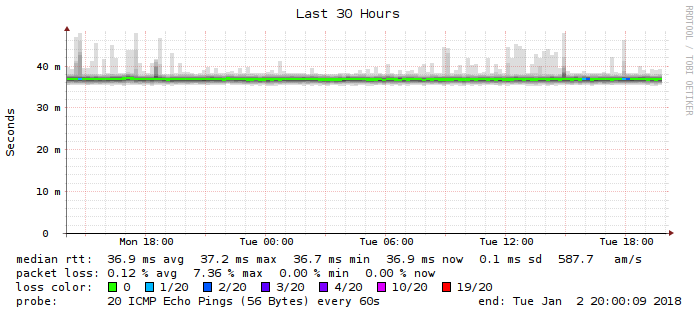 Last 30 Hours
RRDTOOL / TOBI OETIKER
Seconds
40 m
30 m
20 m
10 m
0
Mon 18:00 Tue 00:00 Tue 06:00 Tue 12:00 Tue 18:00
median rtt: 36.9 ms avg 37.2 ms max 36.7 ms min 36.9 ms now 0.1 ms sd 587.7 am/s
packet loss: 0.12 % avg 7.36 % max 0.00 % min 0.00 % now
loss color: 0 1/20 2/20 3/20 4/20 10/20 19/20
probe: 20 ICMP Echo Pings (56 Bytes) every 60s end: Tue Jan 2 20:00:09 2018